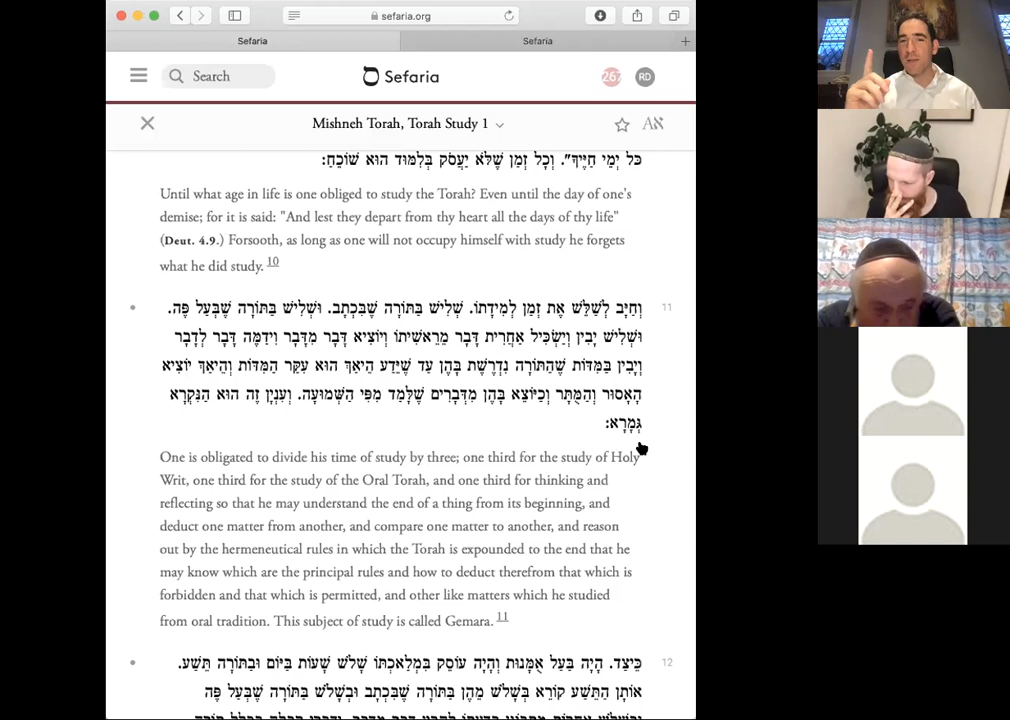 sefaria.org
Sefaria
Sefaria
Search
Sefaria
267
RD
Mishneh Torah, Torah Study 1
כׇּל יְמֵי חַיֶּיךָ". וְכָל זְמַן שֶׁלֹּא יַעֲסֹק בְּלִמּוּד הוּא שׁוֹכֵחַ:
Until what age in life is one obliged to study the Torah? Even until the day of one's
demise; for it is said: "And lest they depart from thy heart all the days of thy life"
(Deut. 4.9.) Forsooth, as long as one will not occupy himself with study he forgets
what he did study. 10
11
וְחַיָּב לְשַׁלֵּשׁ אֶת זְמַן לְמִידָתוֹ. שְׁלִישׁ בַּתּוֹרָה שֶׁבִּכְתָב. וּשְׁלִישׁ בַּתּוֹרָה שֶׁבְּעַל פֶּה.
וּשְׁלִישׁ יָבִין וְיַשְׂכִּיל אַחֲרִית דָּבָר מֵרֵאשִׁיתוֹ וְיוֹצִיא דָּבָר מִדָּבָר וִידַמֶּה דָּבָר לְדָבָר
וְיָבִין בַּמִּדּוֹת שֶׁהַתּוֹרָה נִדְרֶשֶׁת בָּהֶן עַד שֶׁיֵּדַע הֵיאַךְ הוּא עִקַּר הַמִּדּוֹת וְהֵיאַךְ יוֹצִיא
הָאָסוּר וְהַמֻּתָּר וְכַיּוֹצֵא בָּהֶן מִדְּבָרִים שֶׁלָּמַד מִפִּי הַשְּׁמוּעָה. וְעִנְיָן זֶה הוּא הַנִּקְרָא
גְּמָרָא:
One is obligated to divide his time of study by three; one third for the study of Holy
Writ, one third for the study of the Oral Torah, and one third for thinking and
reflecting so that he may understand the end of a thing from its beginning, and
deduct one matter from another, and compare one matter to another, and reason
out by the hermeneutical rules in which the Torah is expounded to the end that he
may know which are the principal rules and how to deduct therefrom that which is
forbidden and that which is permitted, and other like matters which he studied
from oral tradition. This subject of study is called Gemara. 11
12
כֵּיצַד. הָיָה בַּעַל אֻמָּנוּת וְהָיָה עוֹסֵק בִּמְלַאכְתּוֹ שָׁלֹשׁ שָׁעוֹת בַּיּוֹם וּבַתּוֹרָה תֵּשַׁע.
אוֹתָן הַתֵּשַׁע קוֹרֵא בְּשָׁלֹשׁ מֵהֶן בַּתּוֹרָה שֶׁבִּכְתָב וּבְשָׁלֹשׁ בַּתּוֹרָה שֶׁבְּעַל פֶּה